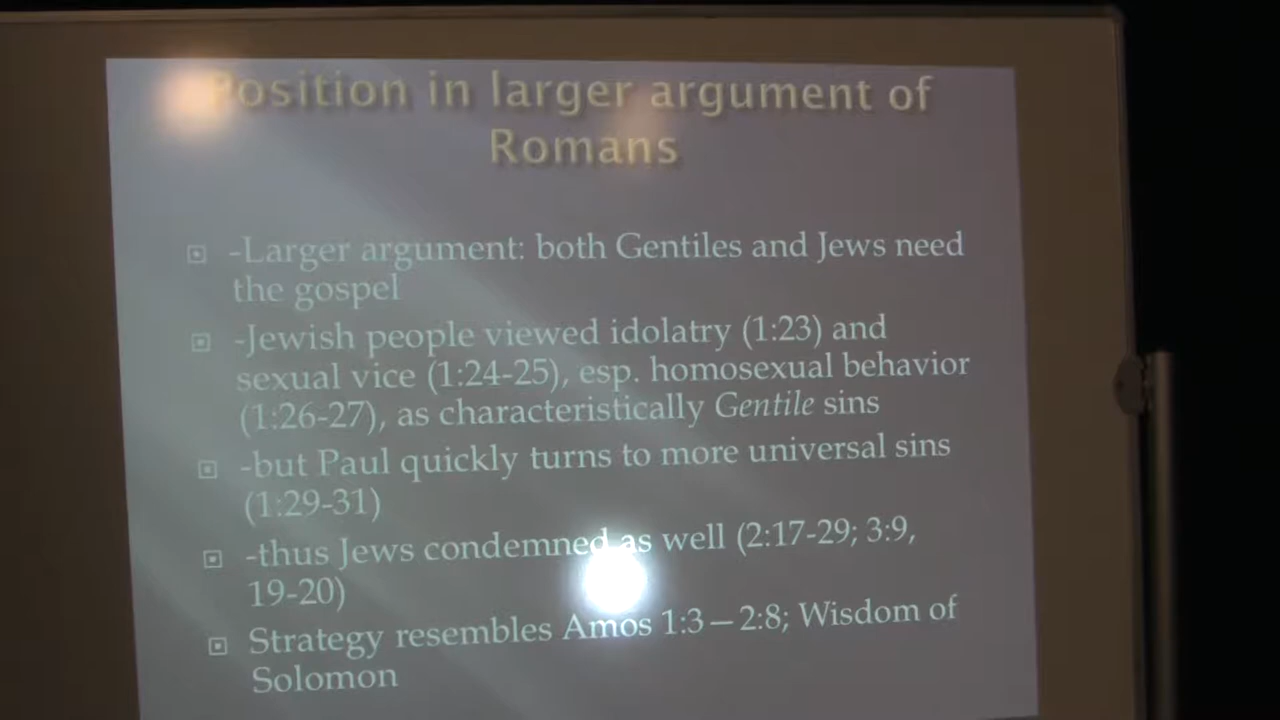 Position in larger argument of
Romans
-Larger argument: both Gentiles and Jews need
the gospel
-Jewish people viewed idolatry (1:23) and
sexual vice (1:24-25), esp. homosexual behavior
(1:26-27), as characteristically Gentile sins
-but Paul quickly turns to more universal sins
(1:29-31)
-thus Jews condemned as well (2:17-29; 3:9,
19-20)
Strategy resembles Amos 1:3—2:8; Wisdom of
Solomon